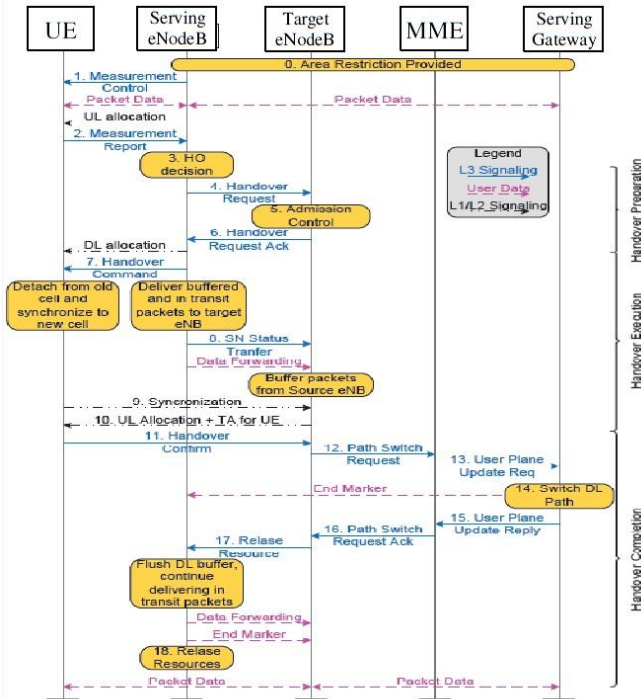 UE
Serving
eNodeB
Target
eNodeB
MME
Serving
Gateway
0. Area Restriction Provided
1. Measurement
Control
Packet Data
Packet Data
UL allocation
2. Measurement
Report
3. HO
decision
Legend
L3 Signaling
User Data
L1/L2 Signaling
4. Handover
Request
5. Admission
Control
6. Handover
Request Ack
DL allocation
7. Handover
Command
Handover Preparation
Detach from old
cell and
synchronize to
new cell
Deliver buffered
and in transit
packets to target
eNB
8. SN Status
Tranfer
Data Forwarding
Buffer packets
from Source eNB
Handover Execution
9. Syncronization
10. UL Allocation + TA for UE
11. Handover
Confirm
12. Path Switch
Request
13. User Plane
Update Req
End Marker
14. Switch DL
Path
15. User Plane
Update Reply
16. Path Switch
Request Ack
17. Relase
Resource
Flush DL buffer,
continue
delivering in
transit packets
Data Forwarding
End Marker
18. Relase
Resources
Packet Data
Packet Data
Handover Completion